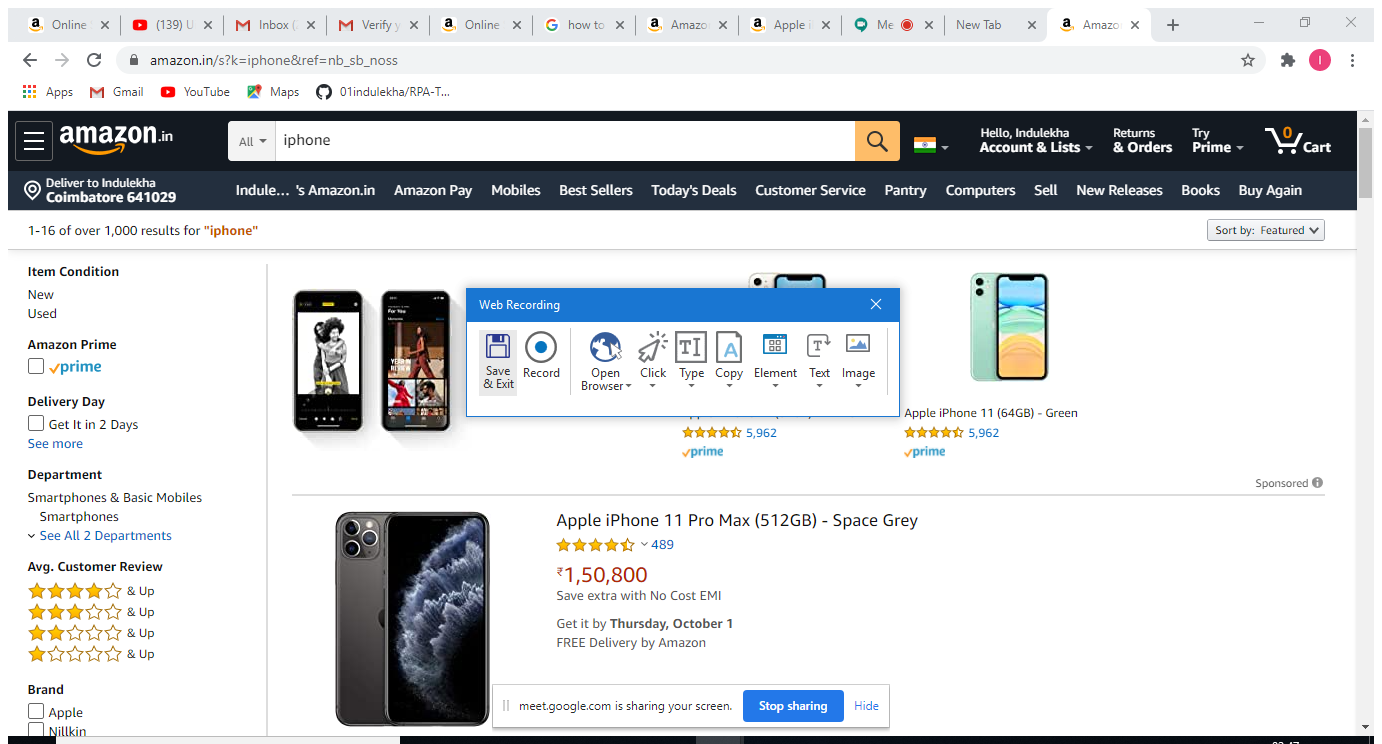 Online
(139) U
Inbox (
Verify y
Online
how to
Amazo
Apple i
Me
New Tab
Amazo
amazon.in/s?k=iphone&ref=nb_sb_noss
Apps
Gmail
YouTube
Maps
01indulekha/RPA-T...
amazon.in
All
iphone
Hello, Indulekha
Account & Lists
Returns
& Orders
Try
Prime
0
Cart
Deliver to Indulekha
Coimbatore 641029
Indule... 's Amazon.in
Amazon Pay
Mobiles
Best Sellers
Today's Deals
Customer Service
Pantry
Computers
Sell
New Releases
Books
Buy Again
1-16 of over 1,000 results for "iphone"
Sort by: Featured
Item Condition
New
Used
Amazon Prime
prime
Delivery Day
Get It in 2 Days
See more
Department
Smartphones & Basic Mobiles
Smartphones
See All 2 Departments
Avg. Customer Review
& Up
& Up
& Up
& Up
Brand
Apple
Nillkin
Web Recording
Save
& Exit
Record
Open
Browser
Click
Type
Copy
Element
Text
Image
5,962
prime
Apple iPhone 11 (64GB) - Green
5,962
prime
Sponsored
Apple iPhone 11 Pro Max (512GB) - Space Grey
489
₹1,50,800
Save extra with No Cost EMI
Get it by Thursday, October 1
FREE Delivery by Amazon
meet.google.com is sharing your screen.
Stop sharing
Hide